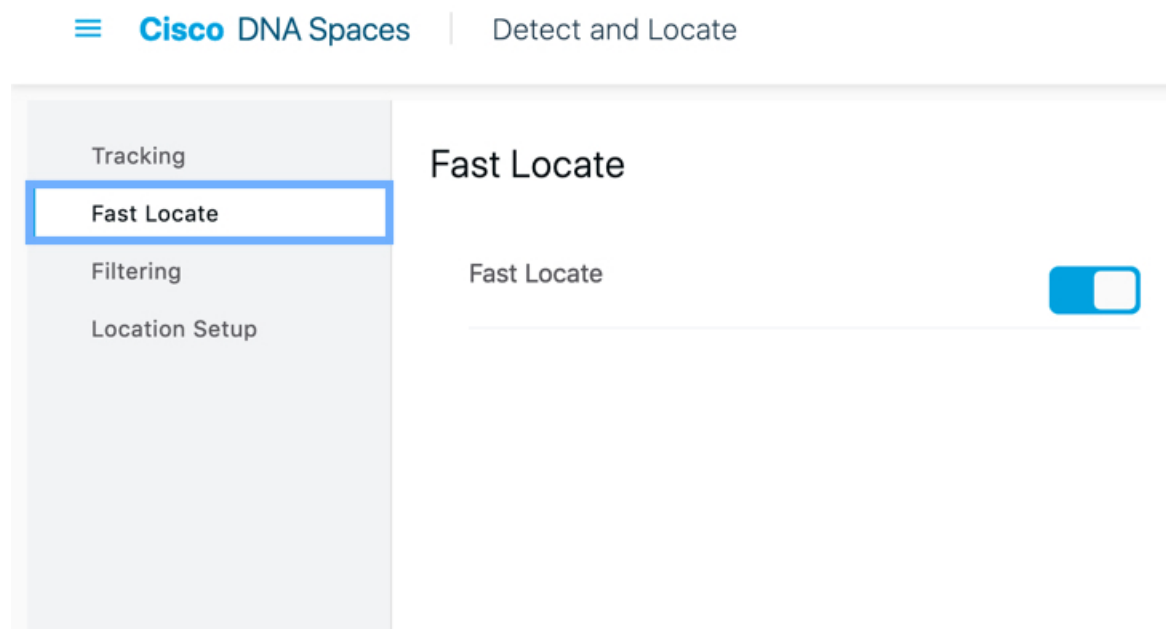 Cisco DNA Spaces
Detect and Locate
Tracking
Fast Locate
Filtering
Location Setup
Fast Locate
Fast Locate